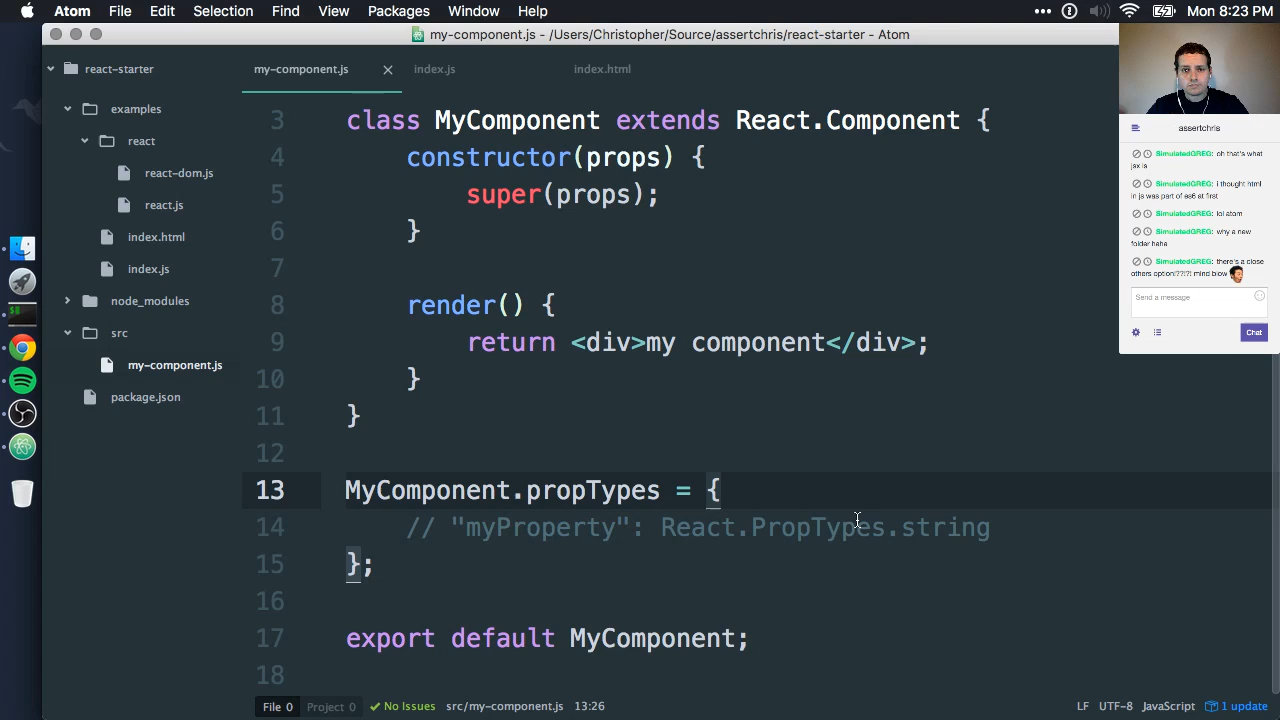 Atom File Edit Selection Find View Packages Window Help Mon 8:23 PM
my-component.js - /Users/Christopher/Source/assertchris/react-starter - Atom
react-starter
examples
react
react-dom.js
react.js
index.html
index.js
node_modules
src
my-component.js
package.json
my-component.js index.js index.html
3 class MyComponent extends React.Component {
4 constructor(props) {
5 super(props);
6 }
7
8 render() {
9 return <div>my component</div>;
10 }
11 }
12
13 MyComponent.propTypes = {
14 // "myProperty": React.PropTypes.string
15 };
16
17 export default MyComponent;
18
assertchris
SimulatedGREG: oh that's what
jsx is
SimulatedGREG: i thought html
in js was part of es6 at first
SimulatedGREG: lol atom
SimulatedGREG: why a new
folder haha
SimulatedGREG: there's a close
others option!??!?! mind blow
Send a message
Chat
File 0 Project 0 No Issues src/my-component.js 13:26 LF UTF-8 JavaScript 1 update